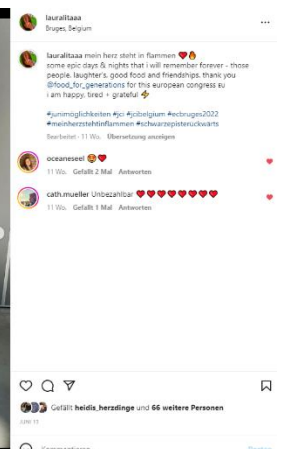 lauralitaaa
Bruges, Belgium
lauralitaaa mein herz steht in flammen
some epic days & nights that i will remember forever - those
people. laughter's. good food and friendships. thank you
@food_for_generations for this european congress eu
i am happy. tired + grateful
#junimöglichkeiten #jci #jcibelgium #ecbruges2022
#meinherzstehtinflammen #schwarzepisteruckwärts
Bearbeitet · 11 Wo. Übersetzung anzeigen
oceaneseel
11 Wo. Gefällt 2 Mal Antworten
cath.mueller Unbezahlbar
11 Wo. Gefällt 1 Mal Antworten
Gefällt heidis_herzdinge und 66 weitere Personen
JUNI 17